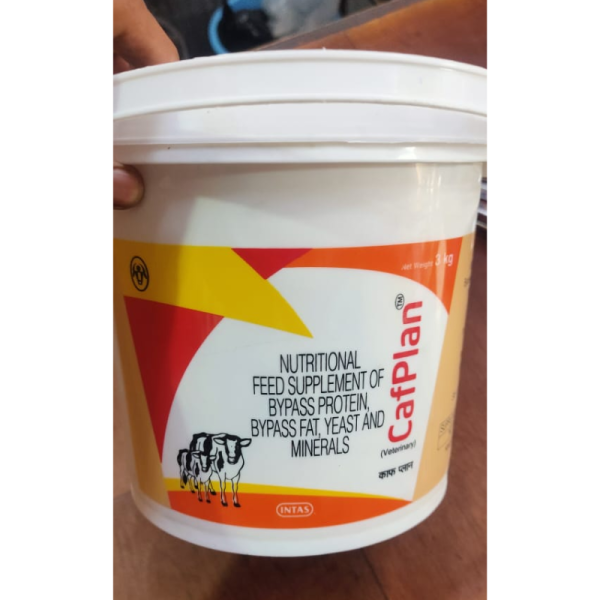 Net Weight 3 kg
CafPlan™
(Veterinary)
काफ प्लान
NUTRITIONAL
FEED SUPPLEMENT OF
BYPASS PROTEIN,
BYPASS FAT, YEAST AND
MINERALS
INTAS